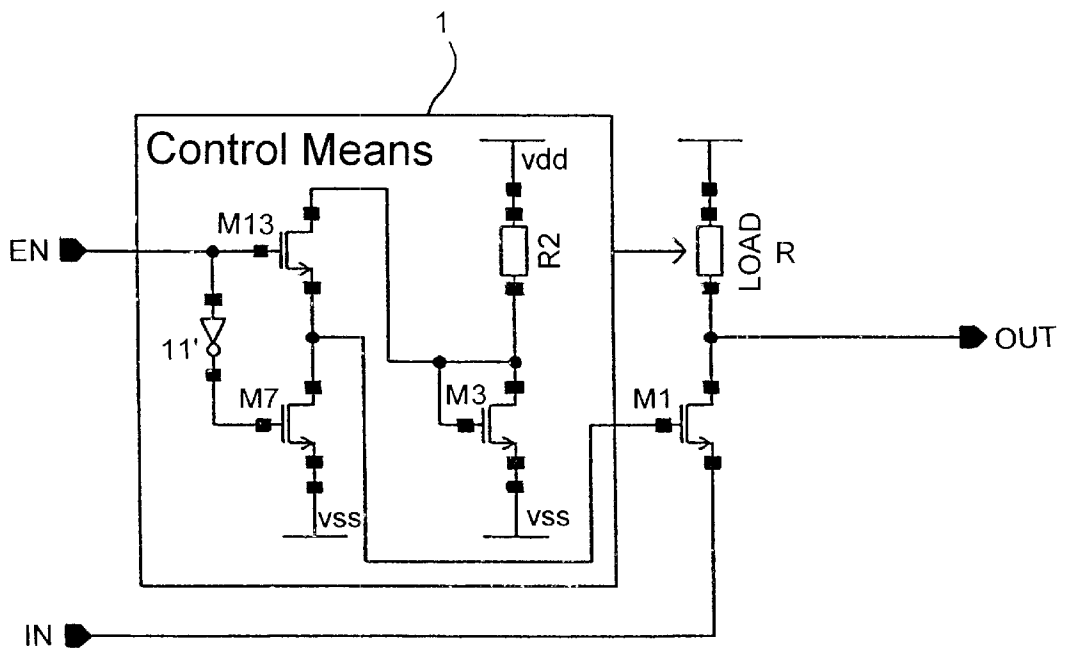 1
Control Means
vdd
M13
EN
R2
LOAD
R
11'
OUT
M7
M3
M1
vss
vss
IN